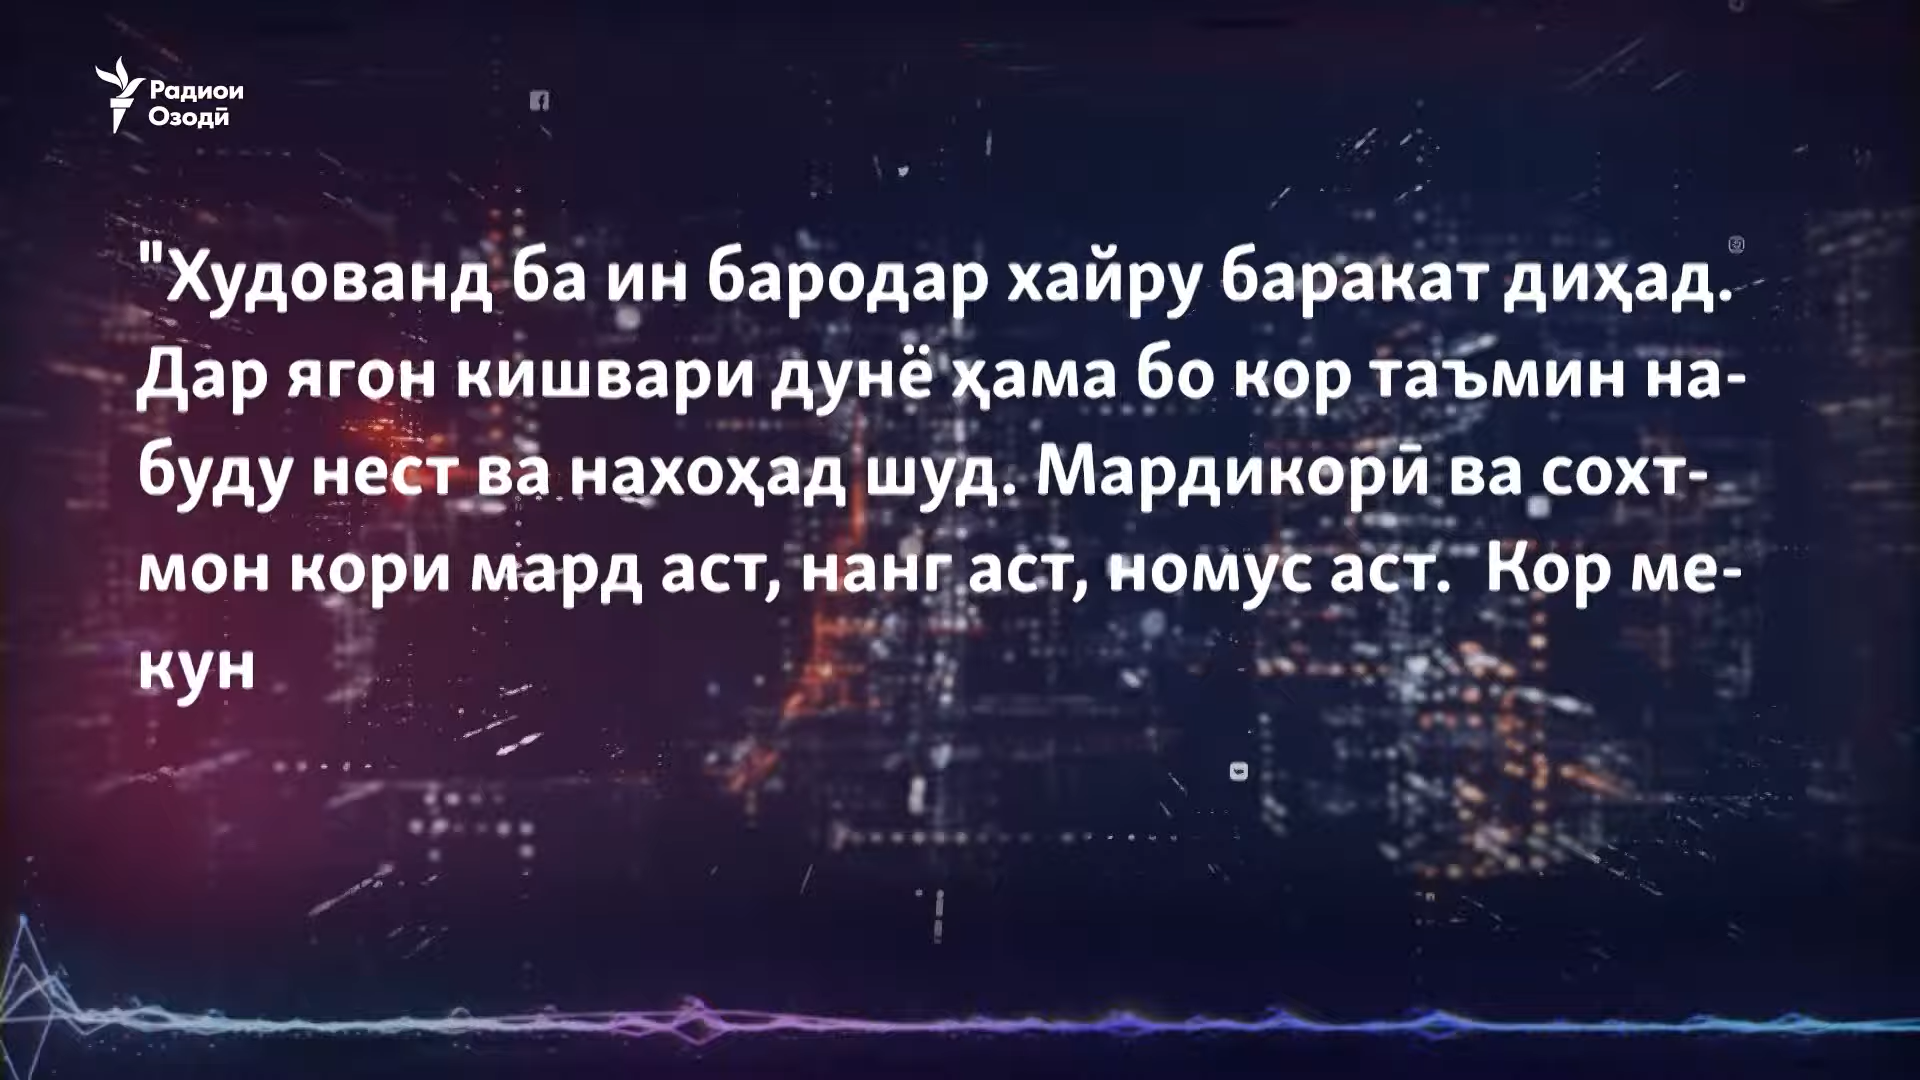 Радиои
Озодӣ
"Худованд ба ин бародар хайру баракат диҳад.
Дар ягон кишвари дунё ҳама бо кор таъмин на-
буду нест ва нахоҳад шуд. Мардикорӣ ва сохт-
мон кори мард аст, нанг аст, номус аст.  Кор ме-
кун